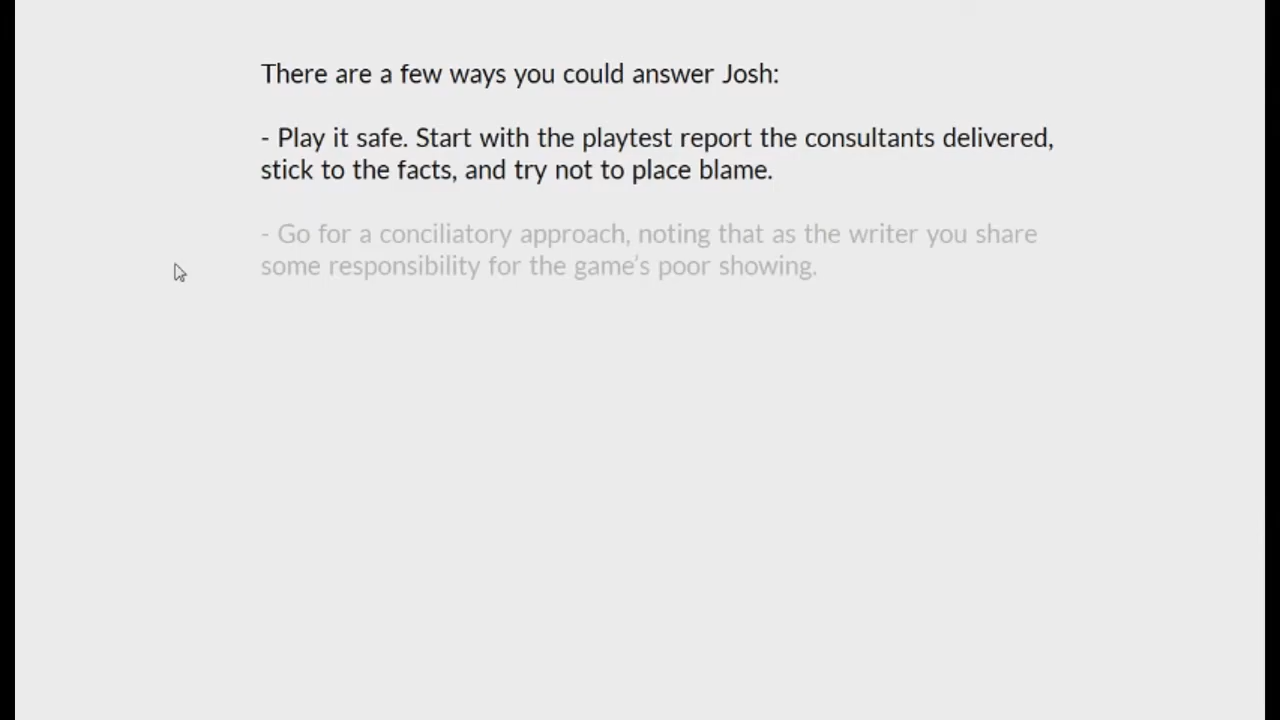 There are a few ways you could answer Josh:
- Play it safe. Start with the playtest report the consultants delivered,
stick to the facts, and try not to place blame.
- Go for a conciliatory approach, noting that as the writer you share
some responsibility for the game’s poor showing.